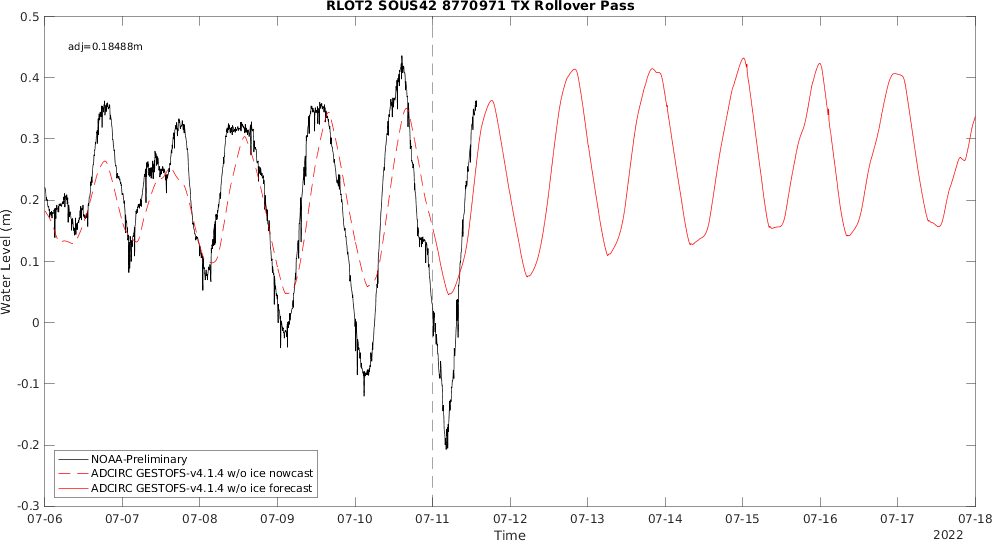 RLOT2 SOUS42 8770971 TX Rollover Pass
adj=0.18488m
0.5
0.4
0.3
0.2
0.1
0
-0.1
-0.2
-0.3
Water Level (m)
NOAA-Preliminary
ADCIRC GESTOFS-v4.1.4 w/o ice nowcast
ADCIRC GESTOFS-v4.1.4 w/o ice forecast
07-06 07-07 07-08 07-09 07-10 07-11 07-12 07-13 07-14 07-15 07-16 07-17 07-18
Time
2022